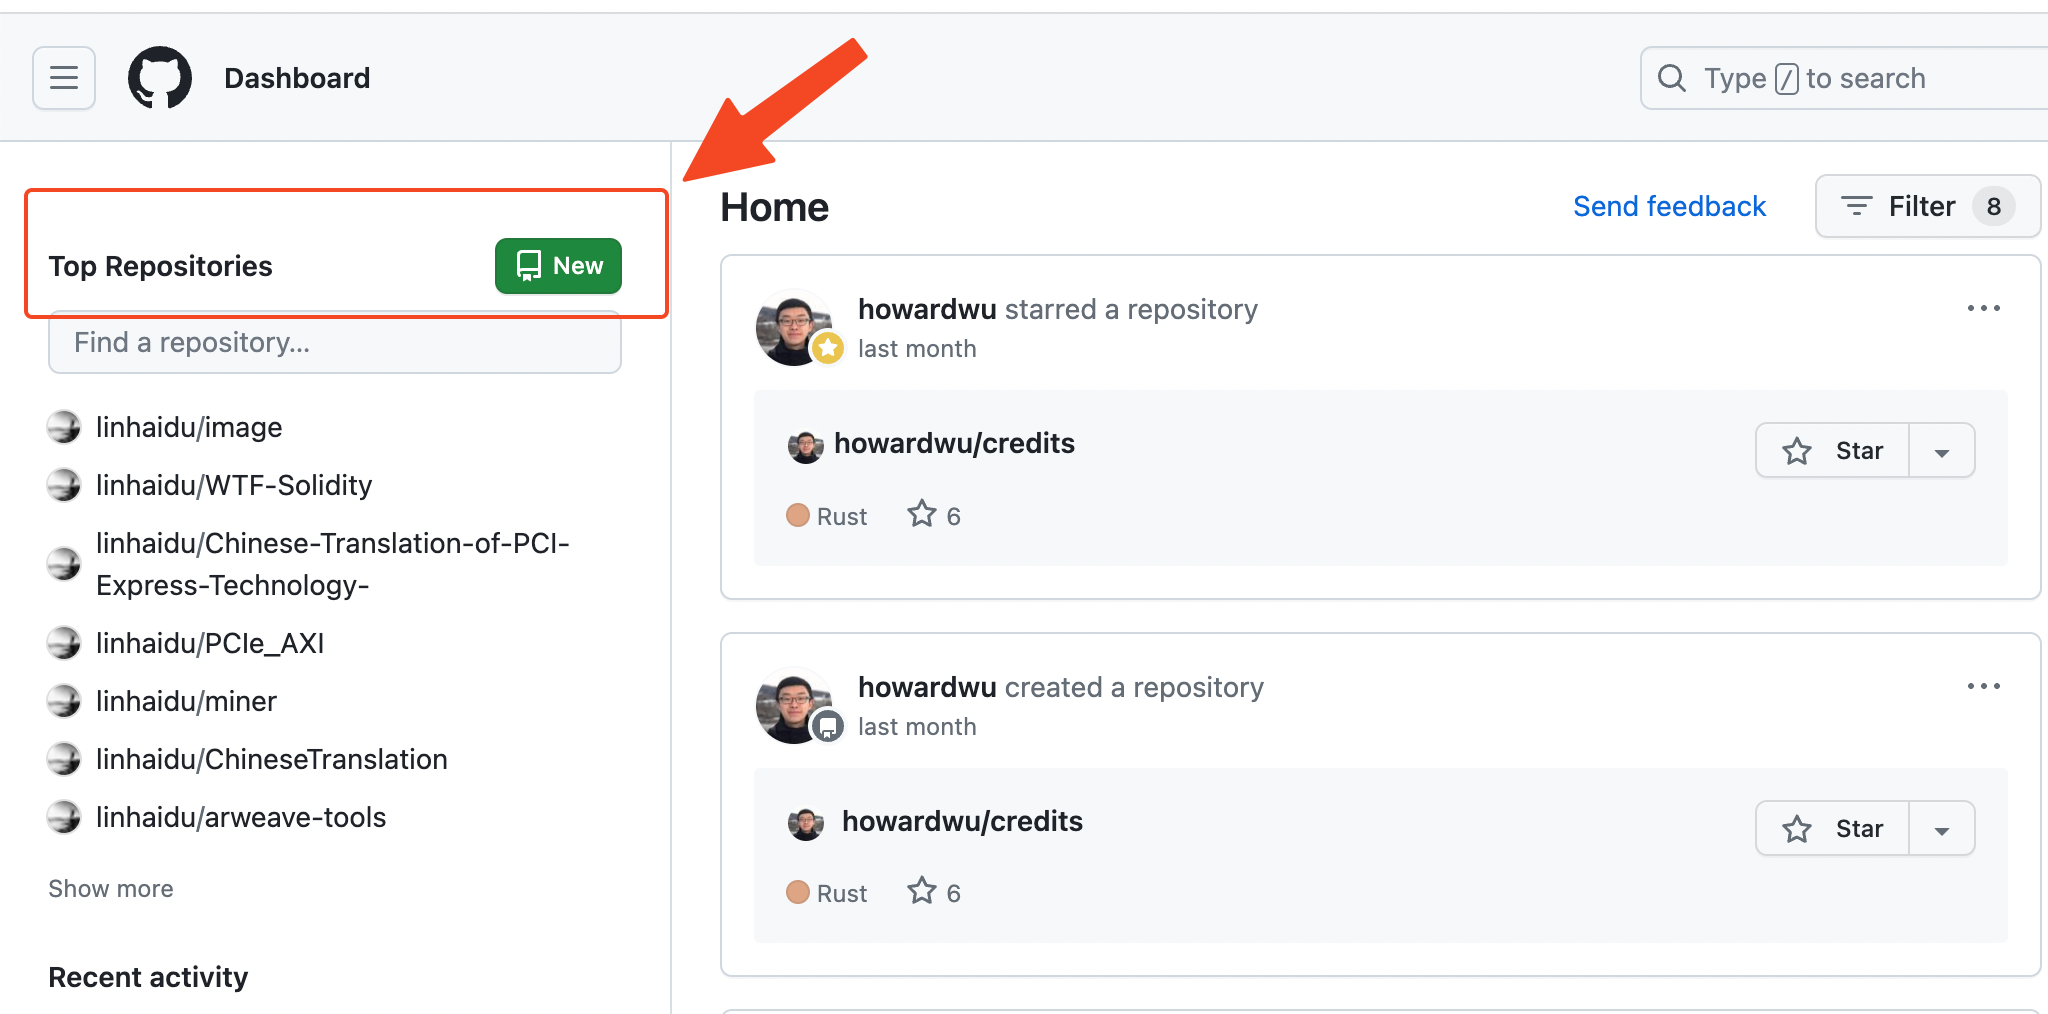 Dashboard
Type / to search
Top Repositories
New
Find a repository...
linhaidu/image
linhaidu/WTF-Solidity
linhaidu/Chinese-Translation-of-PCI-
Express-Technology-
linhaidu/PCIe_AXI
linhaidu/miner
linhaidu/ChineseTranslation
linhaidu/arweave-tools
Show more
Recent activity
Home
Send feedback
Filter 8
howardwu starred a repository
last month
howardwu/credits
Star
Rust 6
howardwu created a repository
last month
howardwu/credits
Star
Rust 6